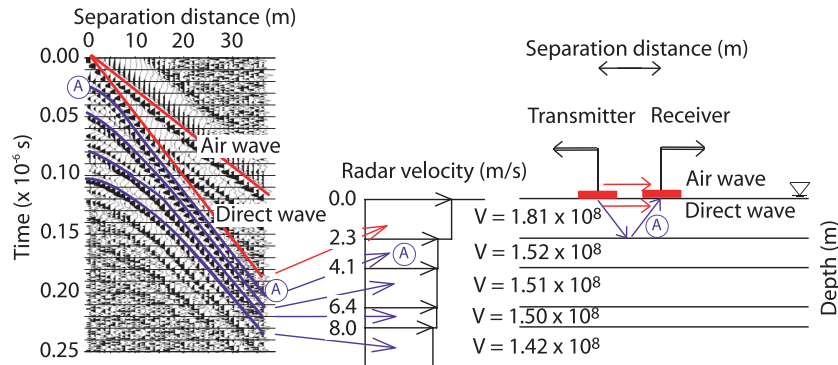 Separation distance (m)
0 10 20 30
0.00
0.05
0.10
0.15
0.20
0.25
Time (x 10⁻⁶ s)
A
Air wave
Direct wave
A
Radar velocity (m/s)
0.0
2.3
4.1
6.4
8.0
A
V = 1.81 x 10⁸
V = 1.52 x 10⁸
V = 1.51 x 10⁸
V = 1.50 x 10⁸
V = 1.42 x 10⁸
Separation distance (m)
Transmitter Receiver
Air wave
Direct wave
A
Depth (m)